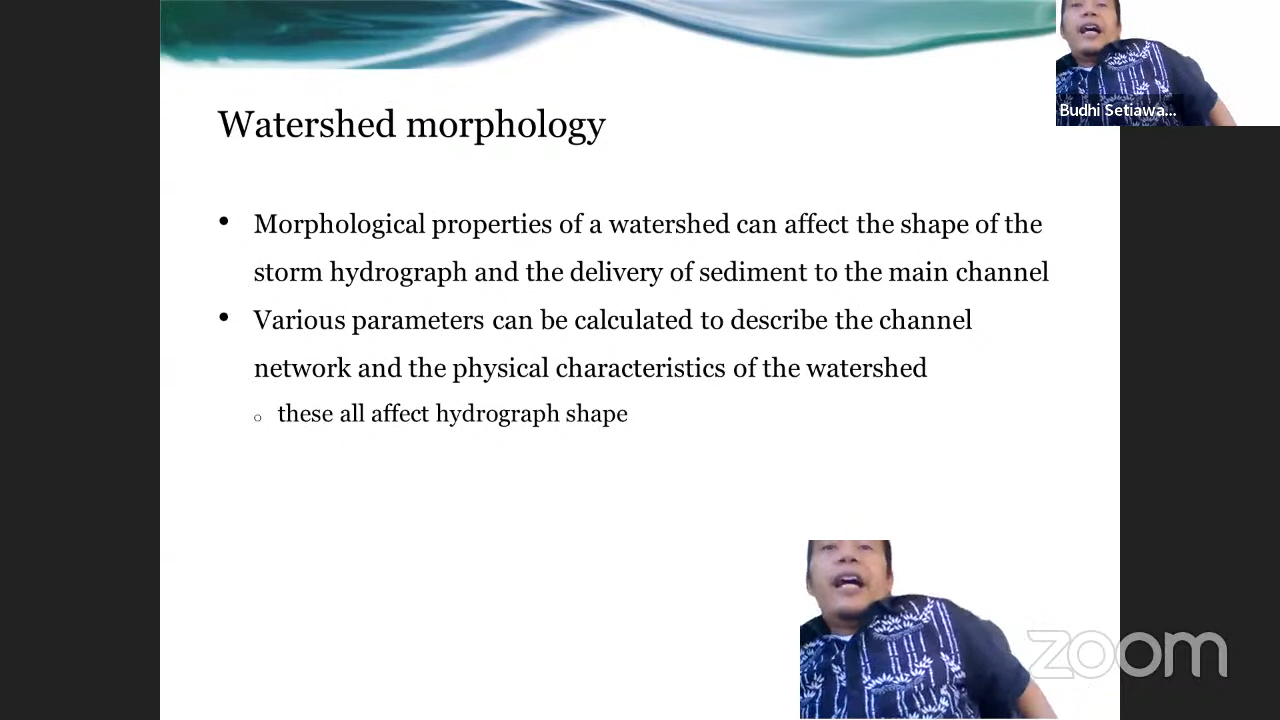 Budhi Setiawa...
Watershed morphology
• Morphological properties of a watershed can affect the shape of the
storm hydrograph and the delivery of sediment to the main channel
• Various parameters can be calculated to describe the channel
network and the physical characteristics of the watershed
○ these all affect hydrograph shape
zoom